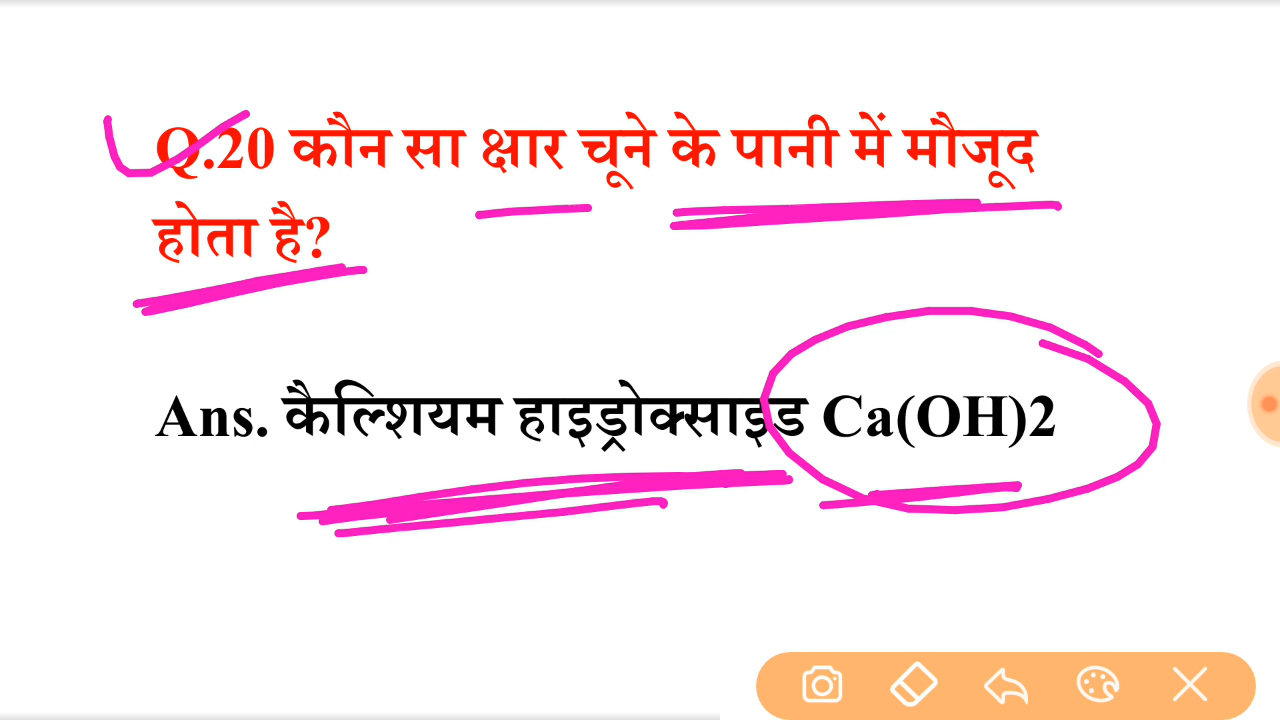 Q.20 कौन सा क्षार चूने के पानी में मौजूद
होता है?
Ans. कैल्शियम हाइड्रोक्साइड Ca(OH)2